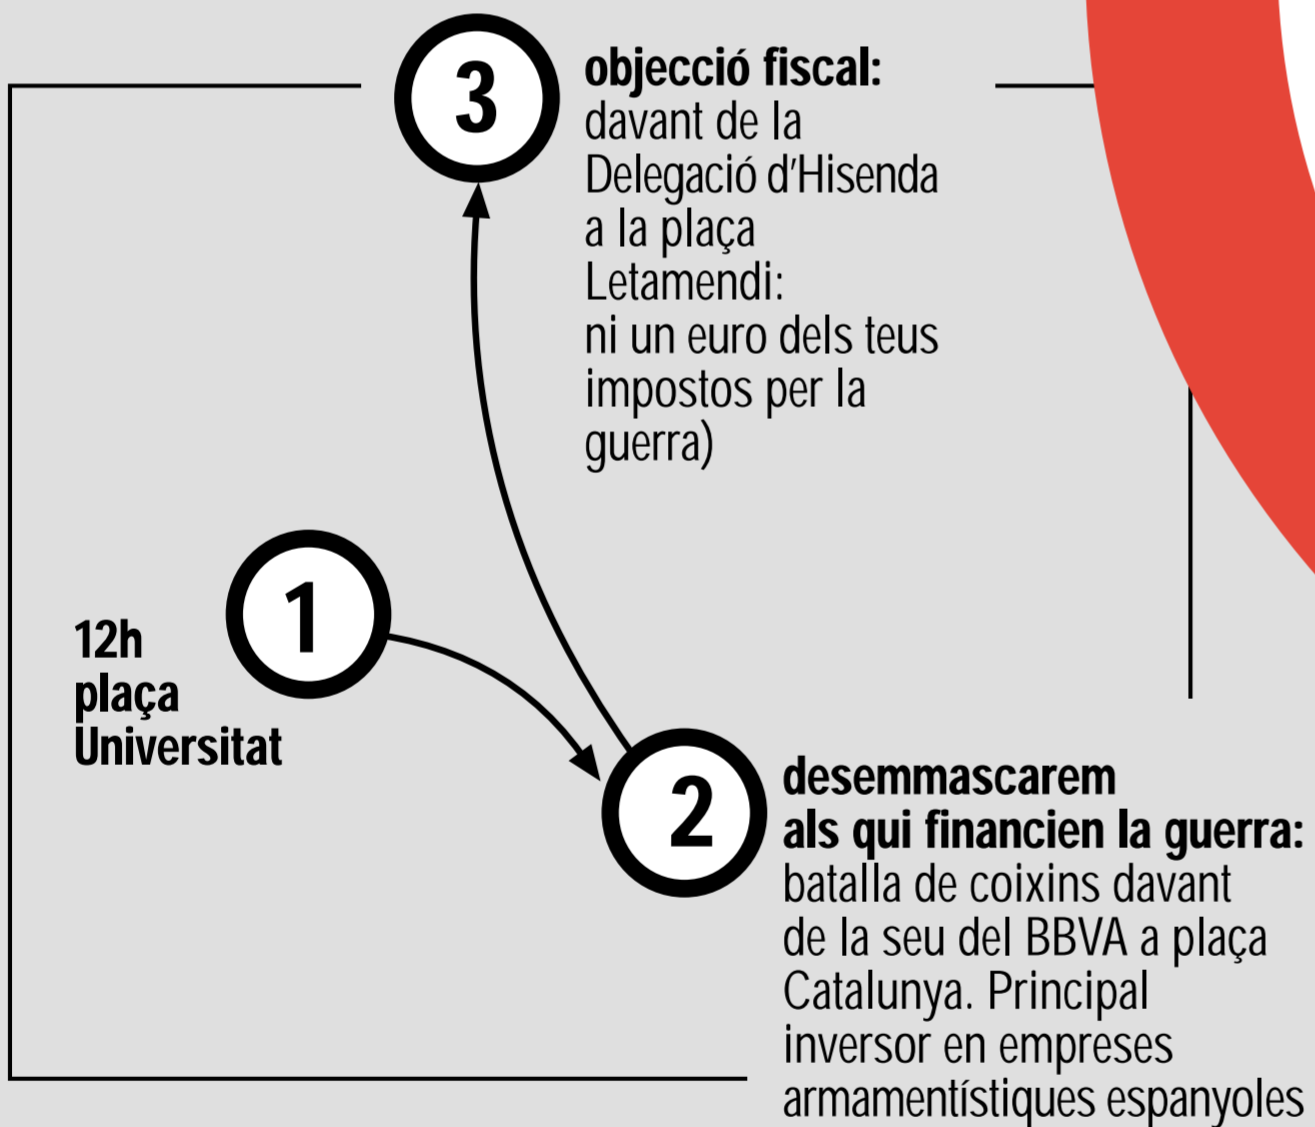 3
objecció fiscal:
davant de la
Delegació d'Hisenda
a la plaça
Letamendi:
ni un euro dels teus
impostos per la
guerra)
1
12h
plaça
Universitat
2
desemmascarem
als qui financien la guerra:
batalla de coixins davant
de la seu del BBVA a plaça
Catalunya. Principal
inversor en empreses
armamentístiques espanyoles